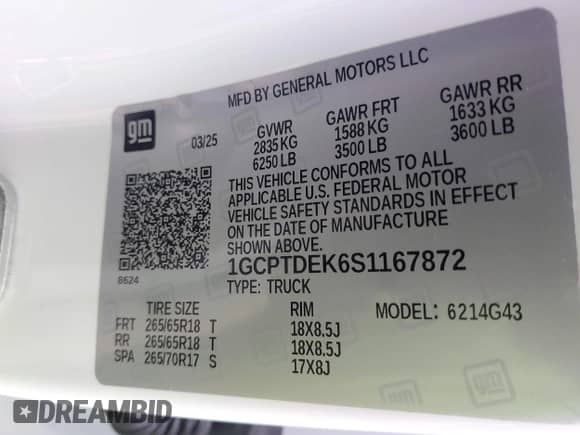 MFD BY GENERAL MOTORS LLC
gm
03/25
GVWR
2835 KG
6250 LB
GAWR FRT
1588 KG
3500 LB
GAWR RR
1633 KG
3600 LB
THIS VEHICLE CONFORMS TO ALL
APPLICABLE U.S. FEDERAL MOTOR
VEHICLE SAFETY STANDARDS IN EFFECT
ON THE DATE OF MANUFACTURE
SHOWN ABOVE.
8624
1GCPTDEK6S1167872
TYPE: TRUCK
TIRE SIZE RIM MODEL: 6214G43
FRT 265/65R18 T 18X8.5J
RR 265/65R18 T 18X8.5J
SPA 265/70R17 S 17X8J
gm
DREAMBID